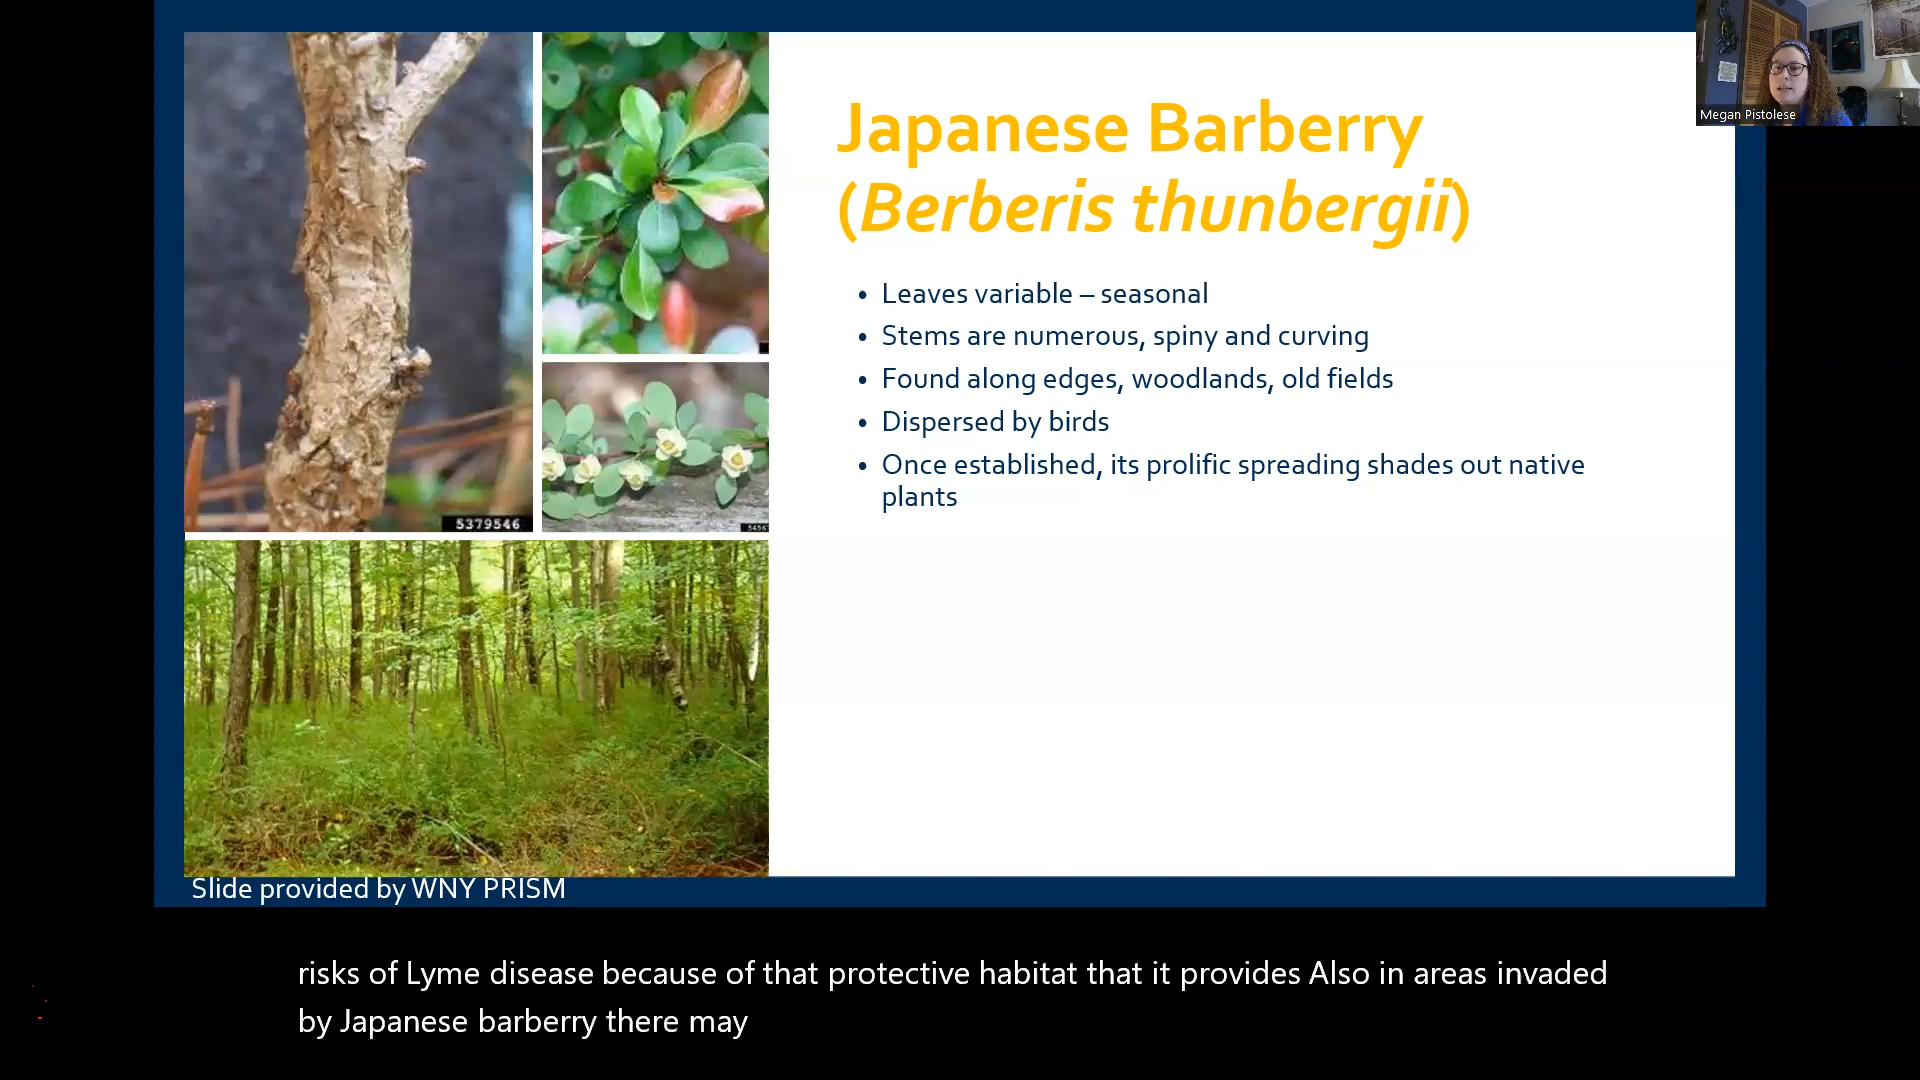 Megan Pistolese
Japanese Barberry
(Berberis thunbergii)
• Leaves variable – seasonal
• Stems are numerous, spiny and curving
• Found along edges, woodlands, old fields
• Dispersed by birds
• Once established, its prolific spreading shades out native
plants
5379546
Slide provided by WNY PRISM
risks of Lyme disease because of that protective habitat that it provides Also in areas invaded
by Japanese barberry there may